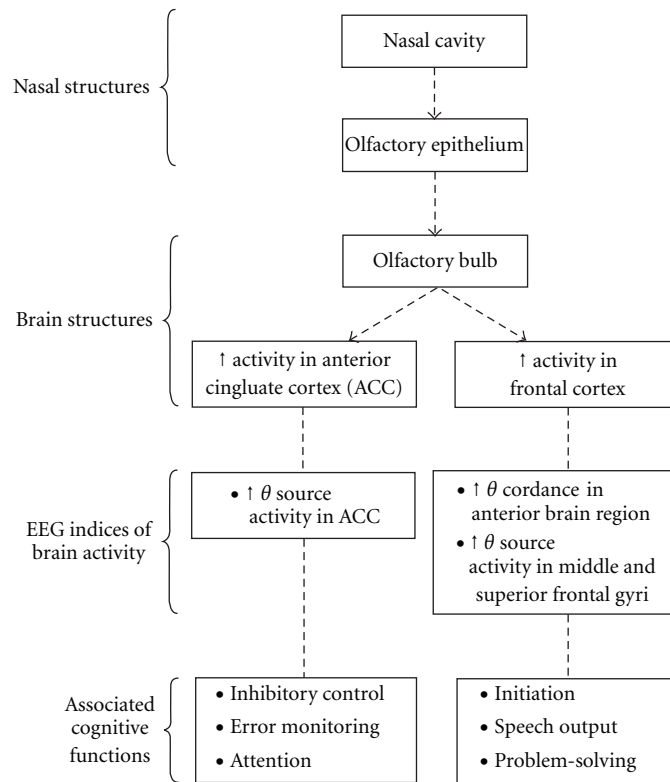 Nasal structures
Nasal cavity
Olfactory epithelium
Brain structures
Olfactory bulb
↑ activity in anterior
cingluate cortex (ACC)
↑ activity in
frontal cortex
EEG indices of
brain activity
• ↑ θ source
activity in ACC
• ↑ θ cordance in
anterior brain region
• ↑ θ source
activity in middle and
superior frontal gyri
Associated
cognitive
functions
• Inhibitory control
• Error monitoring
• Attention
• Initiation
• Speech output
• Problem-solving